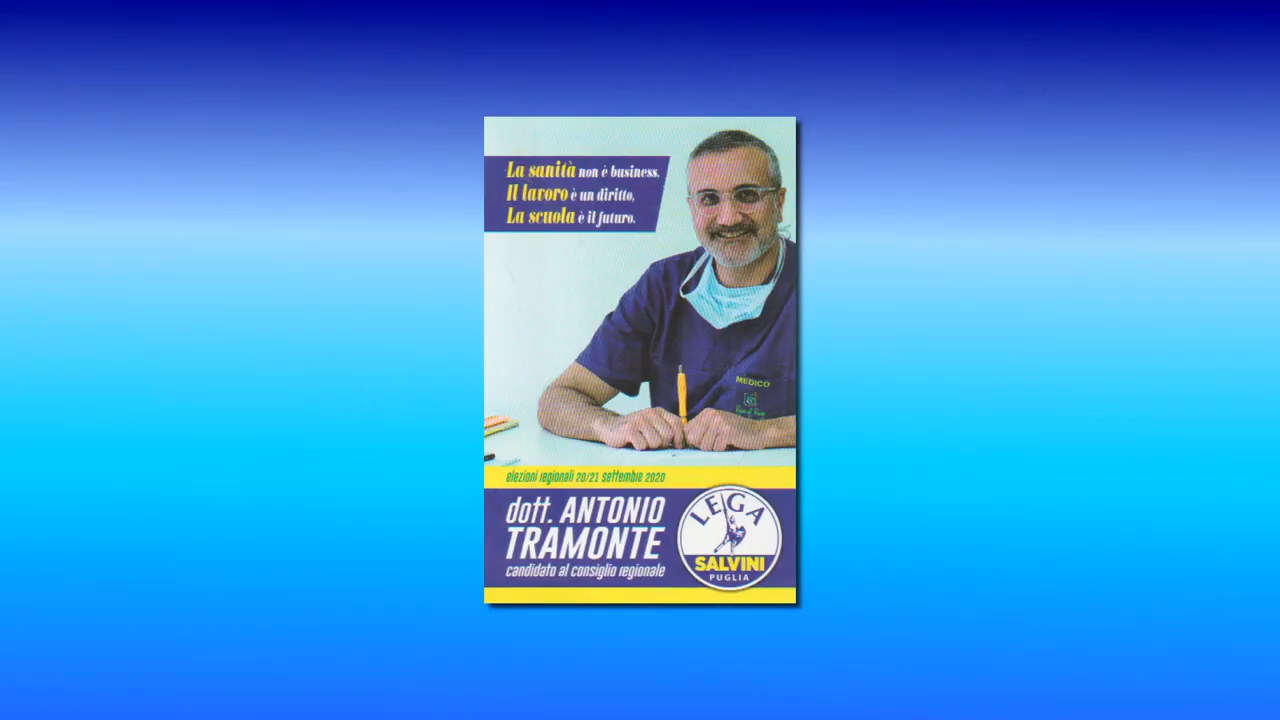 La sanità non è business,
Il lavoro è un diritto,
La scuola è il futuro.
MEDICO
elezioni regionali 20/21 settembre 2020
dott. ANTONIO
TRAMONTE
candidato al consiglio regionale
LEGA
SALVINI
PUGLIA